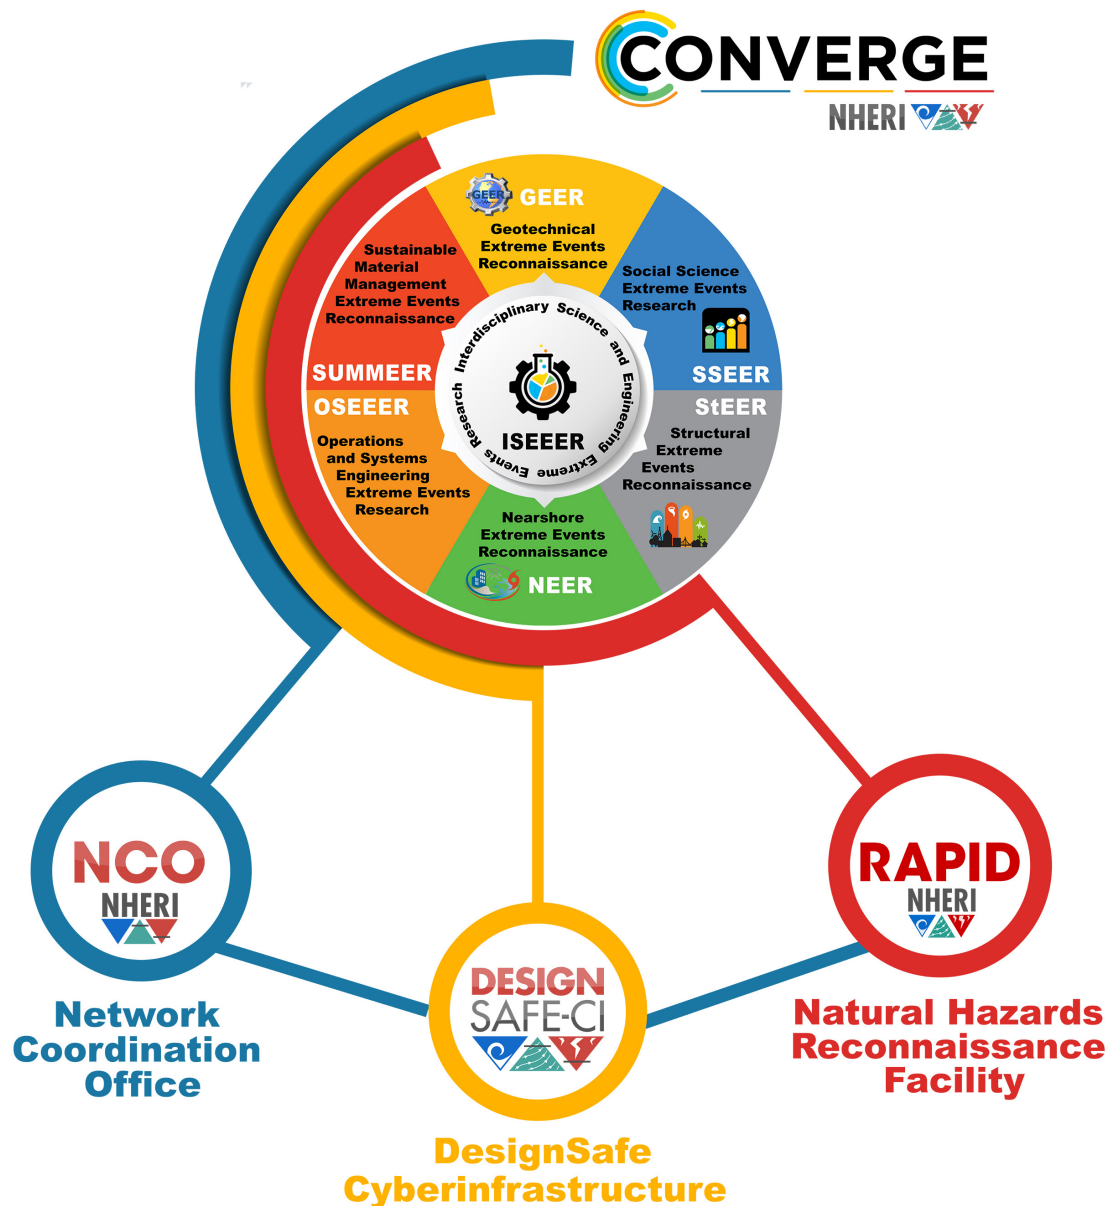 CONVERGE
NHERI
GEER
GEER
Geotechnical
Extreme Events
Reconnaissance
Social Science
Extreme Events
Research
SSEER
StEER
Structural
Extreme
Events
Reconnaissance
Nearshore
Extreme Events
Reconnaissance
NEER
OSEEER
Operations
and Systems
Engineering
Extreme Events
Research
Sustainable
Material
Management
Extreme Events
Reconnaissance
SUMMEER
Interdisciplinary Science and Engineering Extreme Events Research
ISEEER
NCO
NHERI
Network
Coordination
Office
DESIGN
SAFE-CI
DesignSafe
Cyberinfrastructure
RAPID
NHERI
Natural Hazards
Reconnaissance
Facility